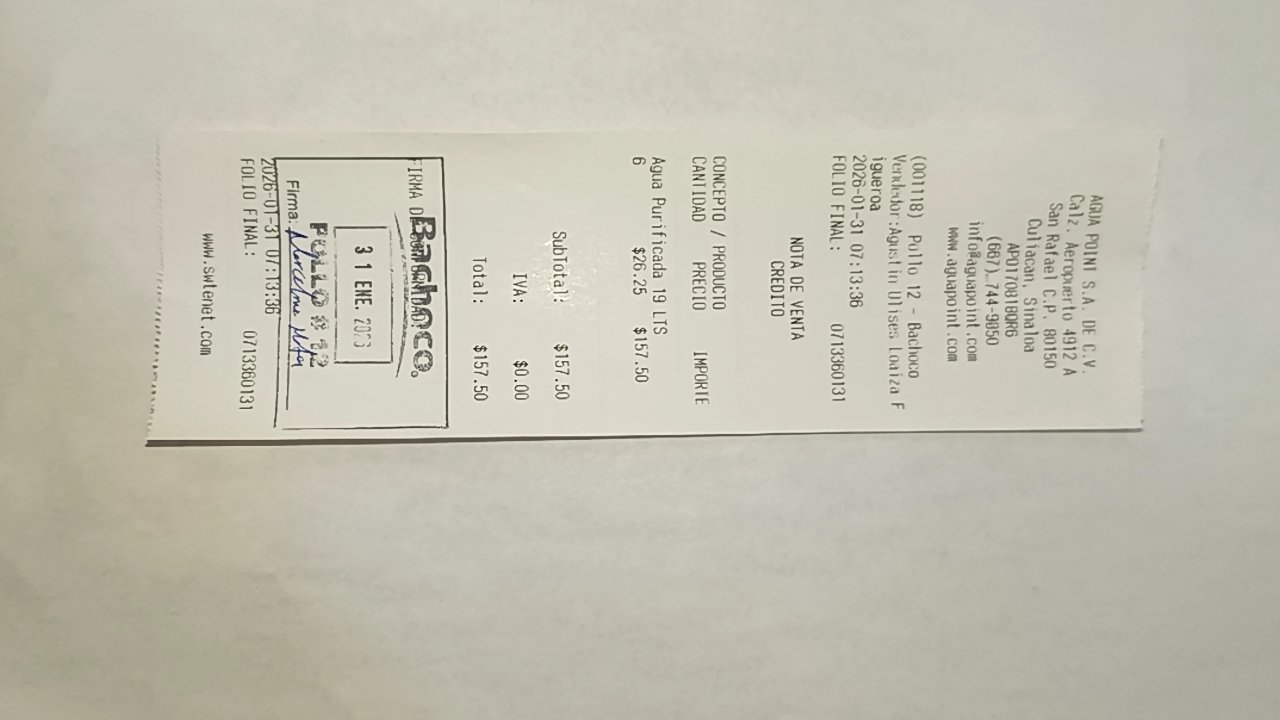 AGUA POINT S.A. DE C.V.
Calz. Aeropuerto 4912 A
San Rafael C.P. 80150
Culiacan, Sinaloa
APO170818QR6
(667)-744-9850
info@aguapoint.com
www.aguapoint.com
(001118) Pollo 12 - Bachoco
Vendedor:Agustin Ulises Loaiza F
igueroa
2026-01-31 07:13:36
FOLIO FINAL: 0713360131
NOTA DE VENTA
CREDITO
CONCEPTO / PRODUCTO
CANTIDAD PRECIO IMPORTE
Agua Purificada 19 LTS
6 $26.25 $157.50
SubTotal: $157.50
IVA: $0.00
Total: $157.50
FIRMA
Bachoco.
31 ENE.
POLLO # 12
Firma:
2026-01-31 07:13:36
FOLIO FINAL: 0713360131
www.swtenet.com